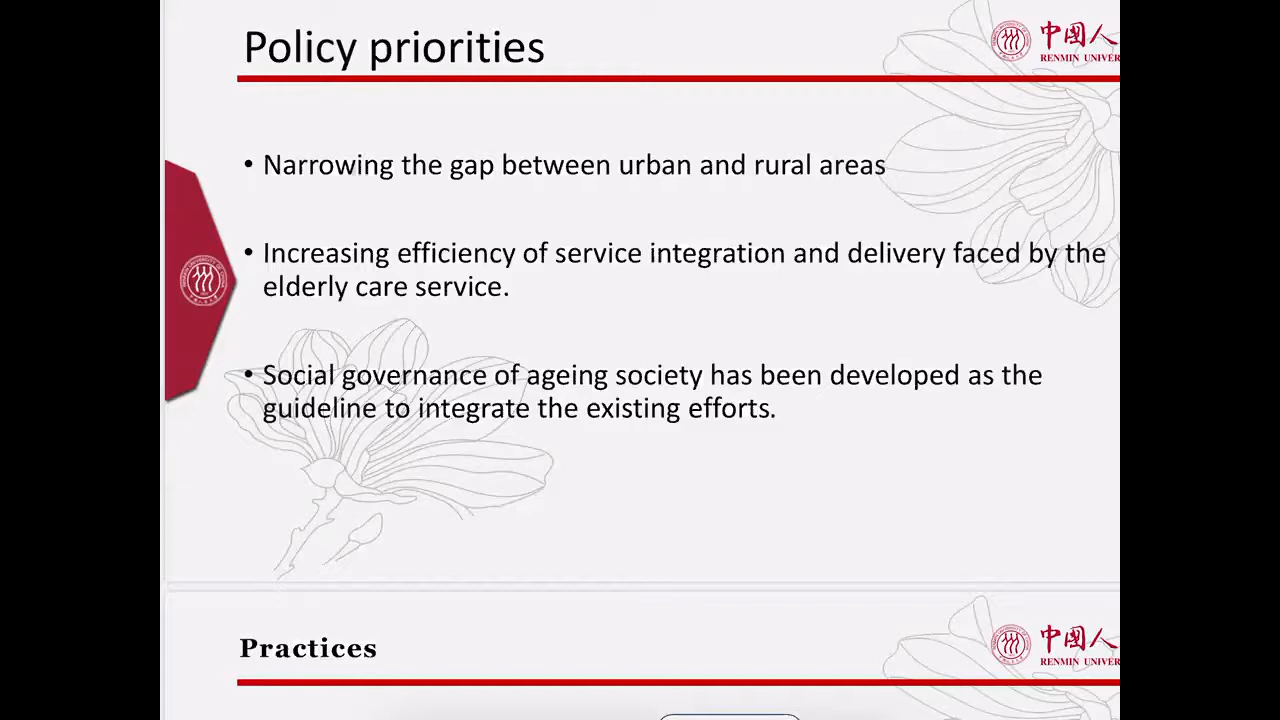 Policy priorities
中國人
RENMIN UNIVER
• Narrowing the gap between urban and rural areas
• Increasing efficiency of service integration and delivery faced by the
elderly care service.
• Social governance of ageing society has been developed as the
guideline to integrate the existing efforts.
Practices
中國人
RENMIN UNIVER